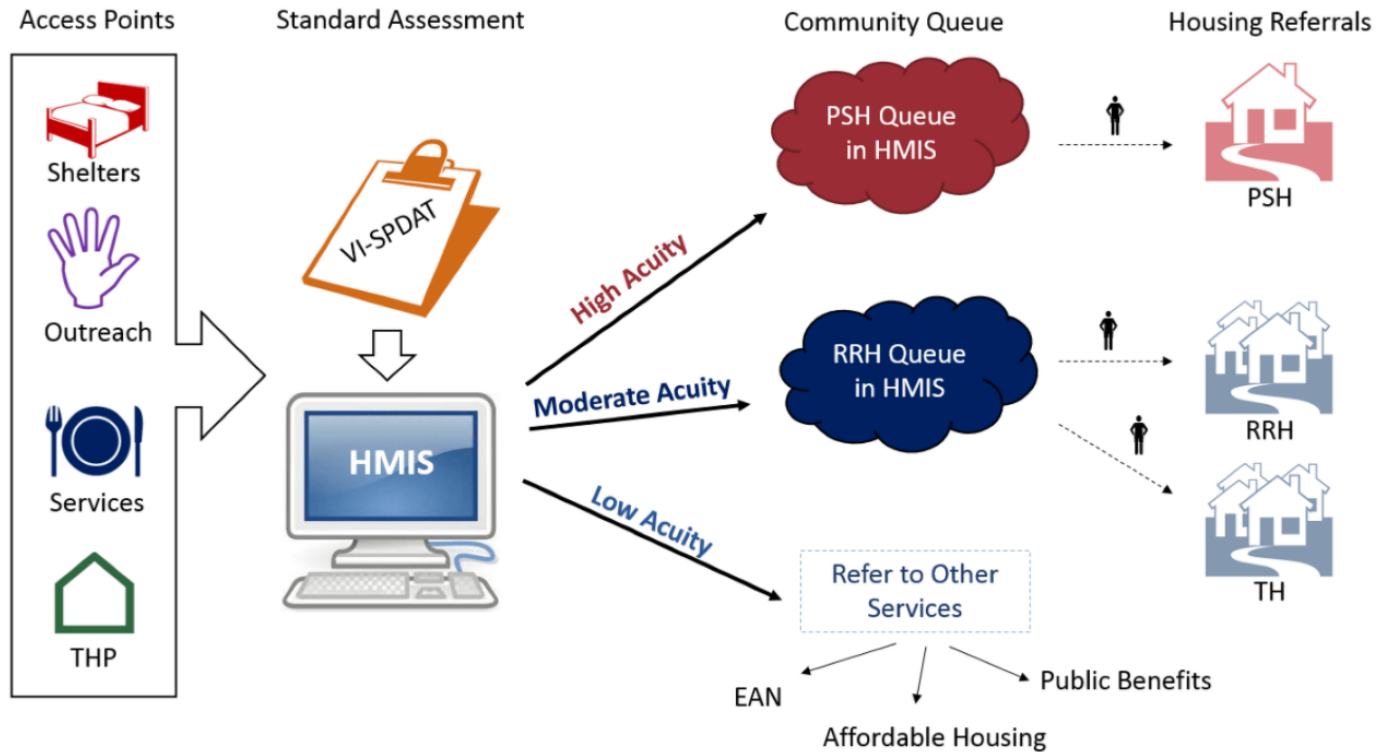 Access Points
Standard Assessment
Community Queue
Housing Referrals
Shelters
Outreach
Services
THP
VI-SPDAT
HMIS
High Acuity
Moderate Acuity
Low Acuity
PSH Queue
in HMIS
RRH Queue
in HMIS
Refer to Other
Services
EAN
Affordable Housing
Public Benefits
PSH
RRH
TH